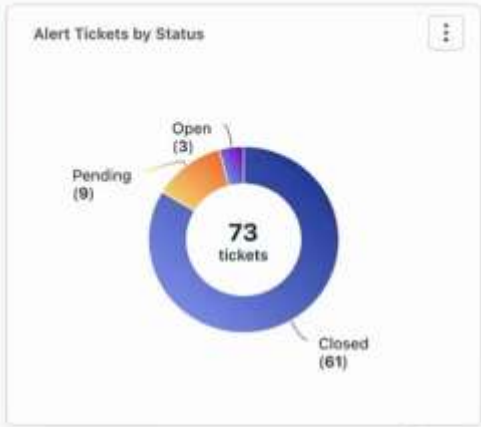 Alert Tickets by Status
Open
(3)
Pending
(9)
73
tickets
Closed
(61)